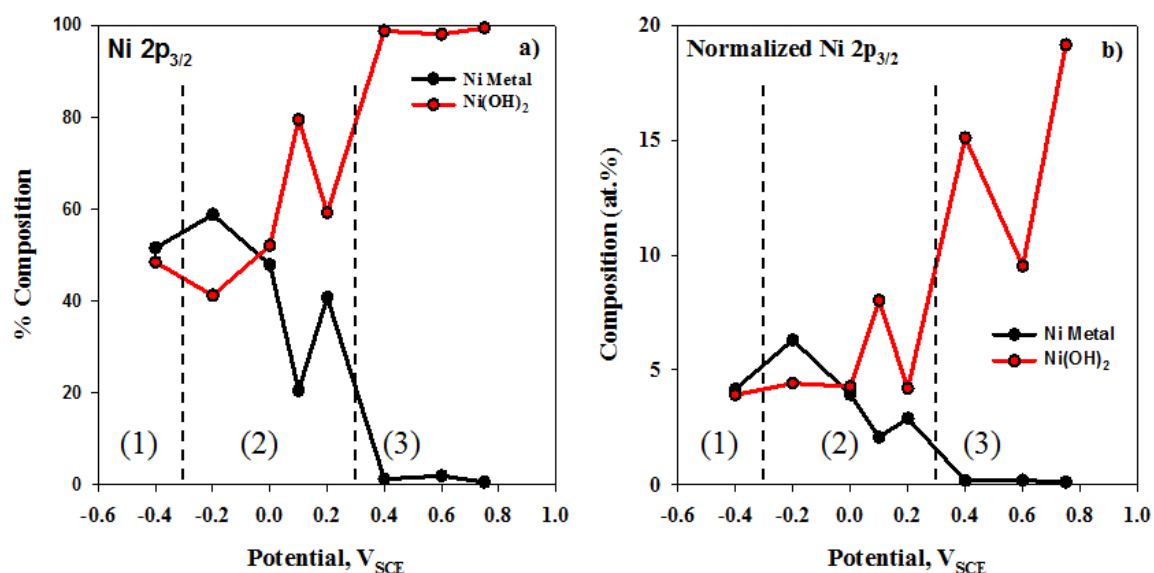 Ni 2p3/2
a)
Ni Metal
Ni(OH)2
% Composition
100
80
60
40
20
0
(1)
(2)
(3)
-0.6 -0.4 -0.2 0.0 0.2 0.4 0.6 0.8 1.0
Potential, VSCE
Normalized Ni 2p3/2
b)
Composition (at.%)
20
15
10
5
0
Ni Metal
Ni(OH)2
(1)
(2)
(3)
-0.6 -0.4 -0.2 0.0 0.2 0.4 0.6 0.8 1.0
Potential, VSCE